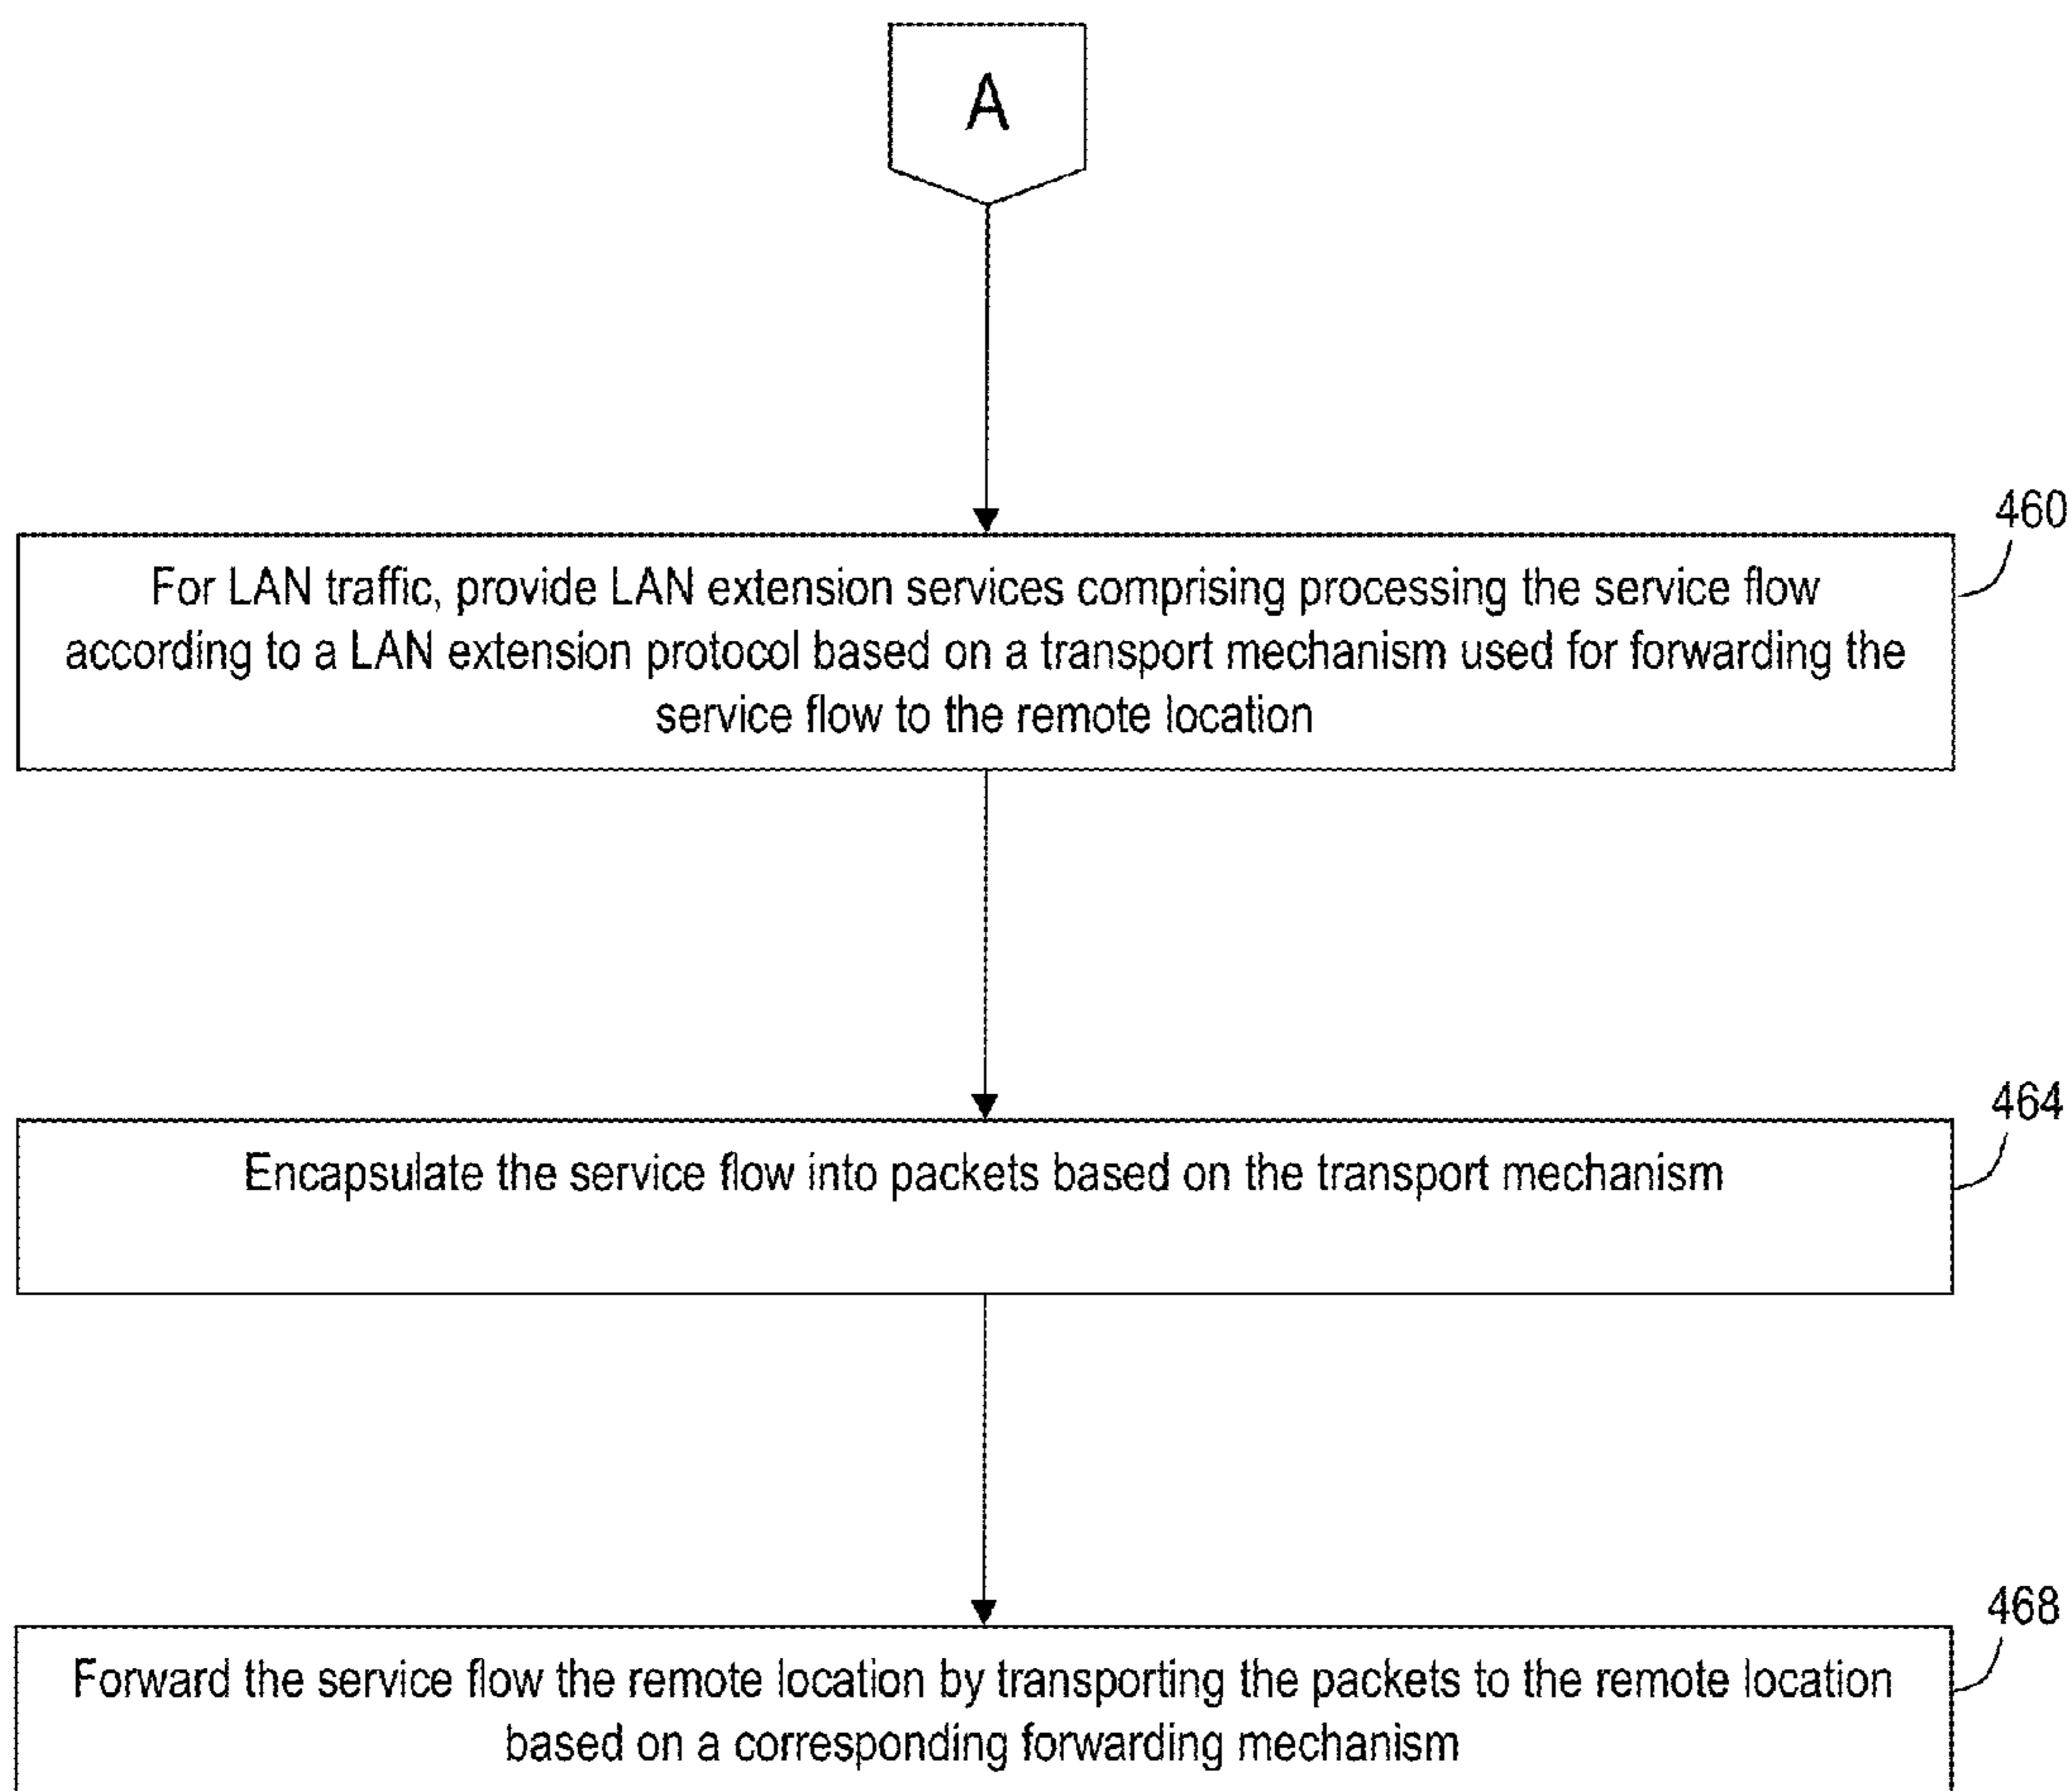 A
460
For LAN traffic, provide LAN extension services comprising processing the service flow
according to a LAN extension protocol based on a transport mechanism used for forwarding the
service flow to the remote location
464
Encapsulate the service flow into packets based on the transport mechanism
468
Forward the service flow the remote location by transporting the packets to the remote location
based on a corresponding forwarding mechanism